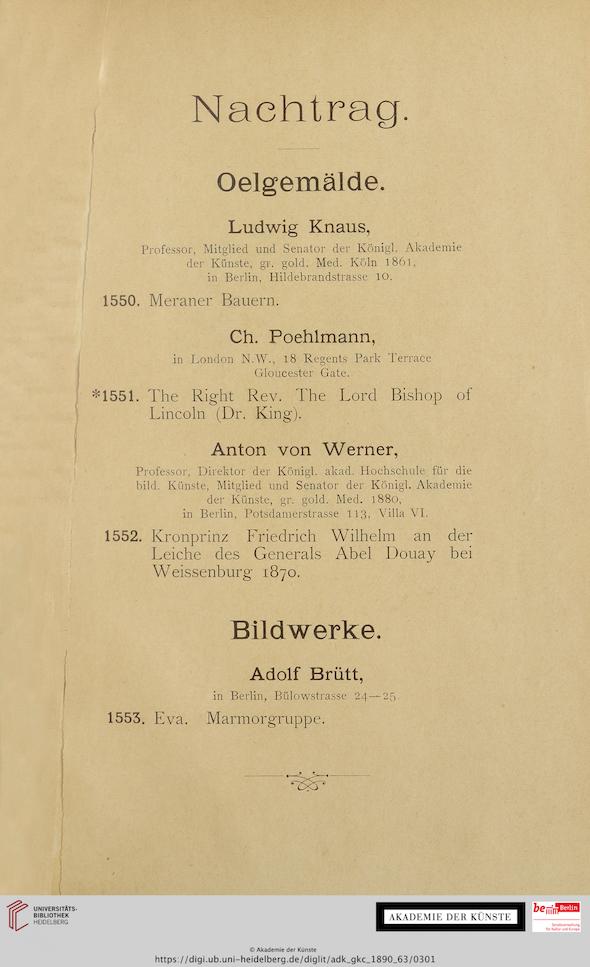 Nachtrag.
Oelgemälde.
Ludwig Knaus,
Professor, Mitglied und Senator der Königl. Akademie
der Künste, gr. gold. Med. Köln 1861,
in Berlin, Hildebrandstrasse 10.
1550. Meraner Bauern.
Ch. Poehlmann,
in London N.W., 18 Regents Park Terrace
Gloucester Gate.
*1551. The Right Rev. The Lord Bishop of
Lincoln (Dr. King).
Anton von Werner,
Professor, Direktor der Königl. akad. Hochschule für die
bild. Künste, Mitglied und Senator der Königl. Akademie
der Künste, gr. gold. Med. 1880,
in Berlin, Potsdamerstrasse 113, Villa VI.
1552. Kronprinz Friedrich Wilhelm an der
Leiche des Generals Abel Douay bei
Weissenburg 1870.
Bildwerke.
Adolf Brütt,
in Berlin, Bülowstrasse 24—25.
1553. Eva. Marmorgruppe.
UNIVERSITÄTS-
BIBLIOTHEK
HEIDELBERG
AKADEMIE DER KÜNSTE
be Berlin
Senatsverwaltung
für Kultur und Europa
© Akademie der Künste
https://digi.ub.uni-heidelberg.de/diglit/adk_gkc_1890_63/0301